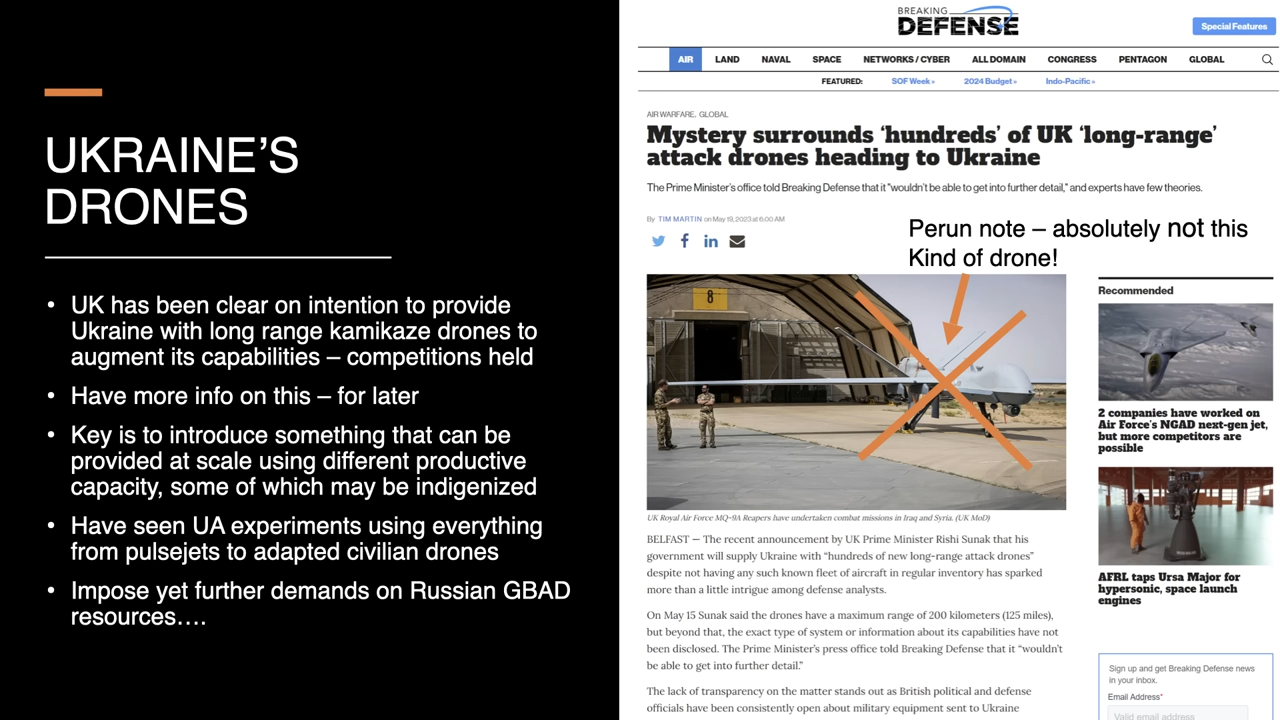 UKRAINE'S
DRONES
• UK has been clear on intention to provide
Ukraine with long range kamikaze drones to
augment its capabilities – competitions held
• Have more info on this – for later
• Key is to introduce something that can be
provided at scale using different productive
capacity, some of which may be indigenized
• Have seen UA experiments using everything
from pulsejets to adapted civilian drones
• Impose yet further demands on Russian GBAD
resources….
BREAKING
DEFENSE
Special Features
AIR LAND NAVAL SPACE NETWORKS / CYBER ALL DOMAIN CONGRESS PENTAGON GLOBAL
FEATURED: SOF Week » 2024 Budget » Indo-Pacific »
AIR WARFARE, GLOBAL
Mystery surrounds 'hundreds' of UK 'long-range'
attack drones heading to Ukraine
The Prime Minister's office told Breaking Defense that it "wouldn't be able to get into further detail," and experts have few theories.
By TIM MARTIN on May 19, 2023 at 6:00 AM
Perun note – absolutely not this
Kind of drone!
8
UK Royal Air Force MQ-9A Reapers have undertaken combat missions in Iraq and Syria. (UK MoD)
BELFAST — The recent announcement by UK Prime Minister Rishi Sunak that his
government will supply Ukraine with "hundreds of new long-range attack drones"
despite not having any such known fleet of aircraft in regular inventory has sparked
more than a little intrigue among defense analysts.
On May 15 Sunak said the drones have a maximum range of 200 kilometers (125 miles),
but beyond that, the exact type of system or information about its capabilities have not
been disclosed. The Prime Minister's press office told Breaking Defense that it "wouldn't
be able to get into further detail."
The lack of transparency on the matter stands out as British political and defense
officials have been consistently open about military equipment sent to Ukraine
Recommended
2 companies have worked on
Air Force's NGAD next-gen jet,
but more competitors are
possible
AFRL taps Ursa Major for
hypersonic, space launch
engines
Sign up and get Breaking Defense news
in your inbox.
Email Address*
Valid email address